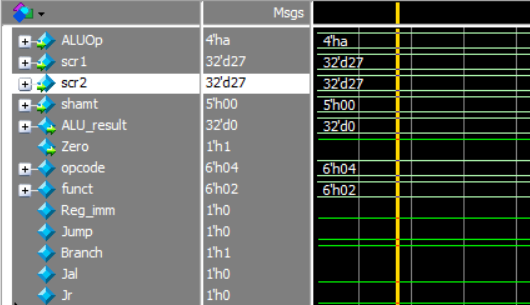 Msgs
ALUOp 4'ha 4'ha
scr1 32'd27 32'd27
scr2 32'd27 32'd27
shamt 5'h00 5'h00
ALU_result 32'd0 32'd0
Zero 1'h1
opcode 6'h04 6'h04
funct 6'h02 6'h02
Reg_imm 1'h0
Jump 1'h0
Branch 1'h1
Jal 1'h0
Jr 1'h0